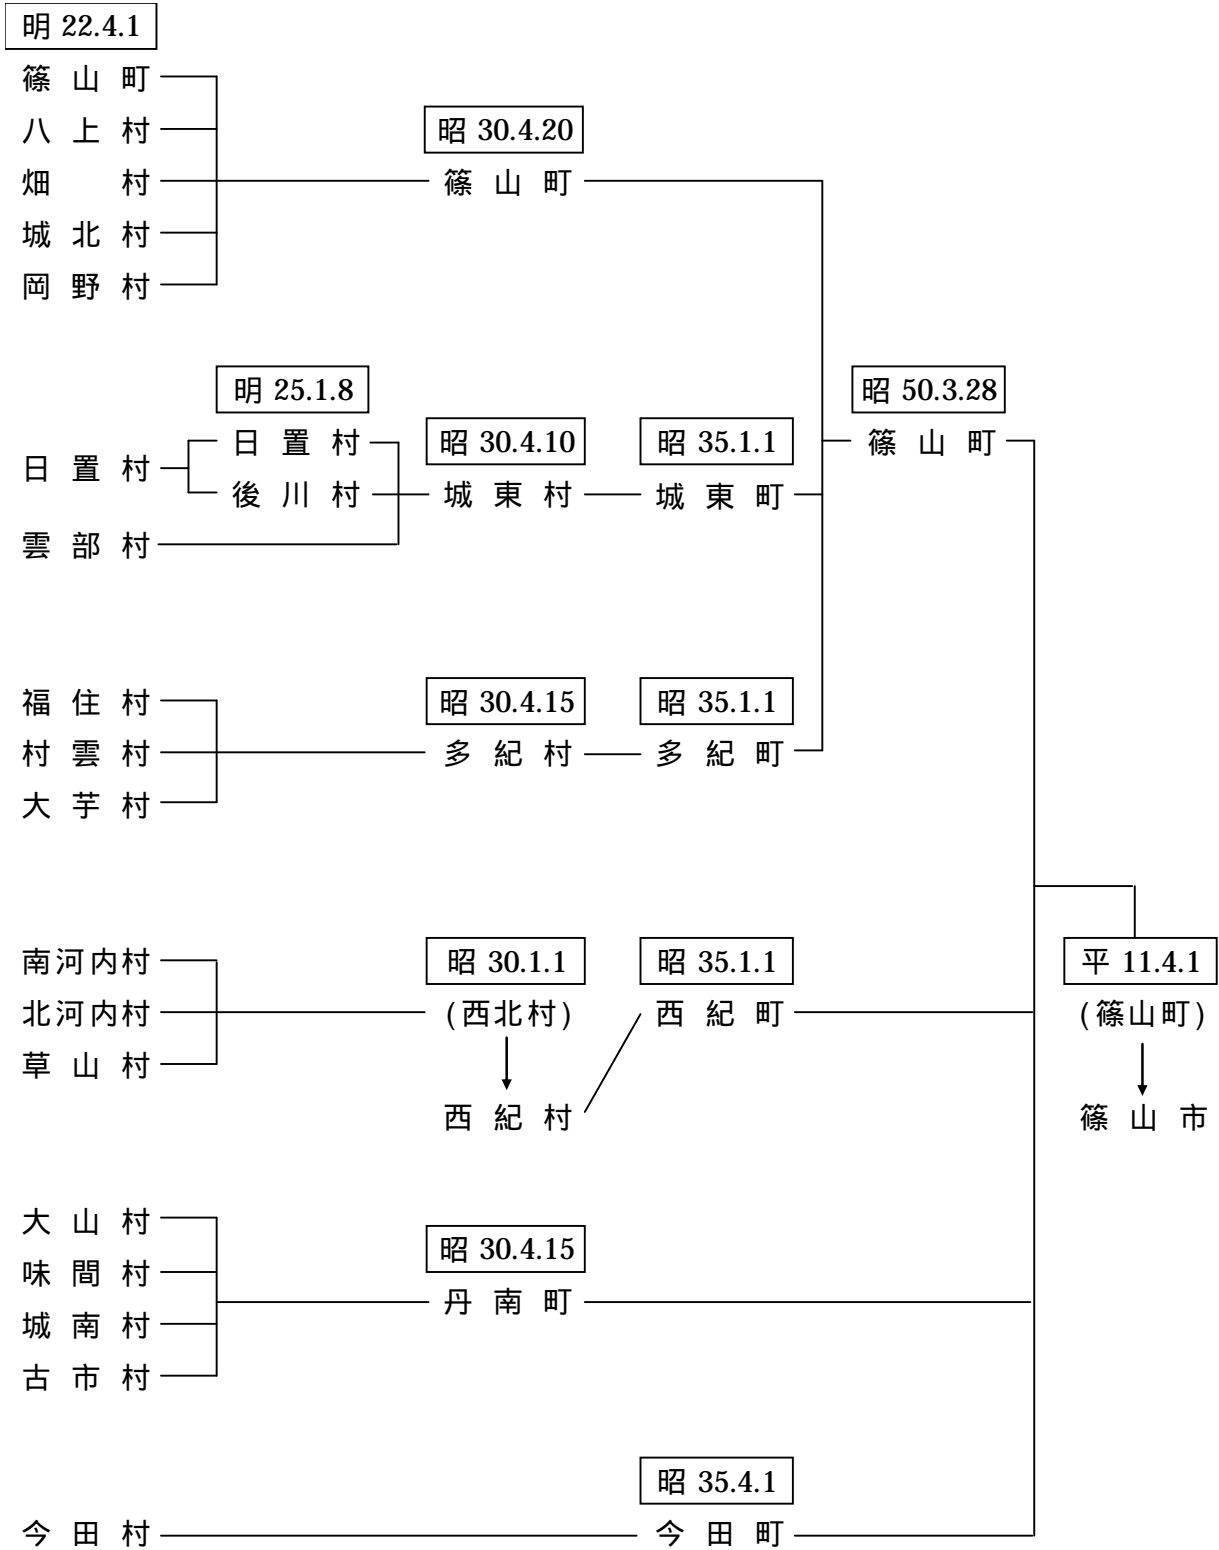 明 22.4.1
篠山町
八上村
畑村
城北村
岡野村
昭 30.4.20
篠山町
明 25.1.8
日置村
日置村
後川村
雲部村
昭 30.4.10
城東村
昭 35.1.1
城東町
昭 50.3.28
篠山町
福住村
村雲村
大芋村
昭 30.4.15
多紀村
昭 35.1.1
多紀町
南河内村
北河内村
草山村
昭 30.1.1
(西北村)
西紀村
昭 35.1.1
西紀町
平 11.4.1
(篠山町)
篠山市
大山村
味間村
城南村
古市村
昭 30.4.15
丹南町
今田村
昭 35.4.1
今田町